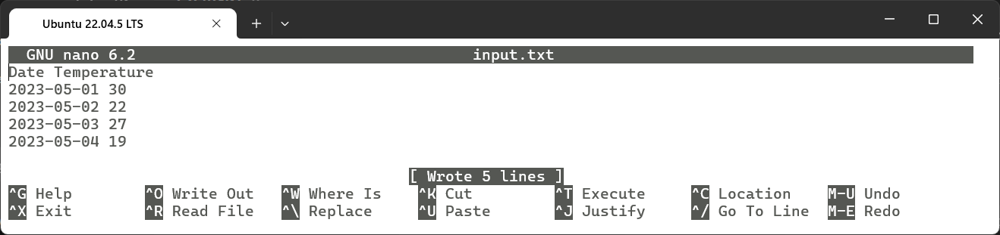 Ubuntu 22.04.5 LTS
GNU nano 6.2 input.txt
Date Temperature
2023-05-01 30
2023-05-02 22
2023-05-03 27
2023-05-04 19
[ Wrote 5 lines ]
^G Help ^O Write Out ^W Where Is ^K Cut ^T Execute ^C Location M-U Undo
^X Exit ^R Read File ^\ Replace ^U Paste ^J Justify ^/ Go To Line M-E Redo